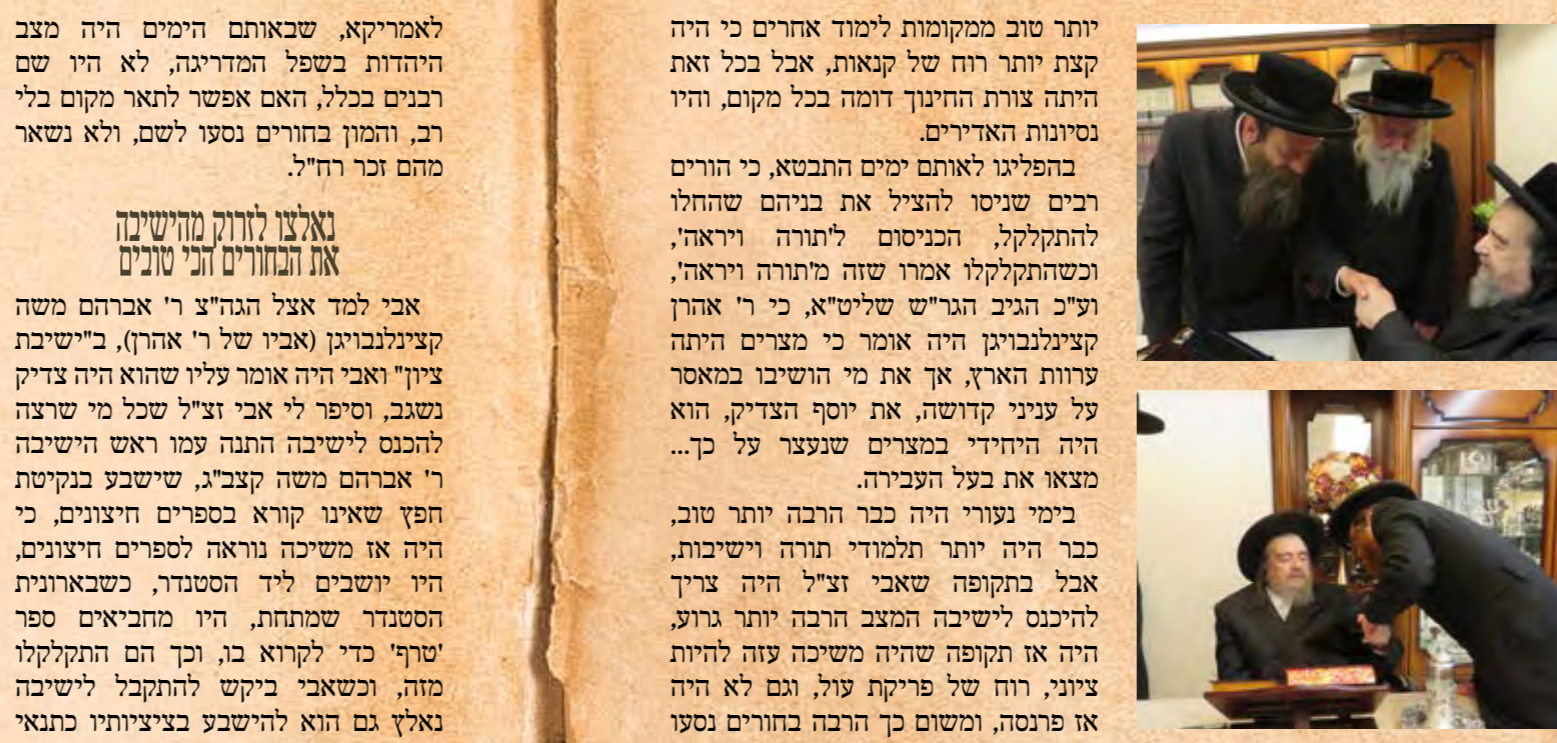 יותר טוב ממקומות לימוד אחרים כי היה
קצת יותר רוח של קנאות, אבל בכל זאת
היתה צורת החינוך דומה בכל מקום, והיו
נסיונות האדירים.
בהפליגו לאותם ימים התבטא, כי הורים
רבים שניסו להציל את בניהם שהחלו
להתקלקל, הכניסום ל'תורה ויראה',
וכשהתקלקלו אמרו שזה מ'תורה ויראה',
וע"כ הגיב הגר"ש שליט"א, כי ר' אהרן
קצינלנבויגן היה אומר כי מצרים היתה
ערוות הארץ, אך את מי הושיבו במאסר
על עניני קדושה, את יוסף הצדיק, הוא
היה היחידי במצרים שנעצר על כך...
מצאו את בעל העבירה.
בימי נעורי היה כבר הרבה יותר טוב,
כבר היה יותר תלמודי תורה וישיבות,
אבל בתקופה שאבי זצ"ל היה צריך
להיכנס לישיבה המצב הרבה יותר גרוע,
היה אז תקופה שהיה משיכה עזה להיות
ציוני, רוח של פריקת עול, וגם לא היה
אז פרנסה, ומשום כך הרבה בחורים נסעו
לאמריקא, שבאותם הימים היה מצב
היהדות בשפל המדריגה, לא היו שם
רבנים בכלל, האם אפשר לתאר מקום בלי
רב, והמון בחורים נסעו לשם, ולא נשאר
מהם זכר רח"ל.
נאלצו לזרוק מהישיבה
את הבחורים הכי טובים
אבי למד אצל הגה"צ ר' אברהם משה
קצינלנבויגן (אביו של ר' אהרן), ב"ישיבת
ציון" ואבי היה אומר עליו שהוא היה צדיק
נשגב, וסיפר לי אבי זצ"ל שכל מי שרצה
להכנס לישיבה התנה עמו ראש הישיבה
ר' אברהם משה קצב"ג, שישבע בנקיטת
חפץ שאינו קורא בספרים חיצונים, כי
היה אז משיכה נוראה לספרים חיצונים,
היו יושבים ליד הסטנדר, כשבארונית
הסטנדר שמתחת, היו מחביאים ספר
'טרף' כדי לקרוא בו, וכך הם התקלקלו
מזה, וכשאבי ביקש להתקבל לישיבה
נאלץ גם הוא להישבע בציציותיו כתנאי